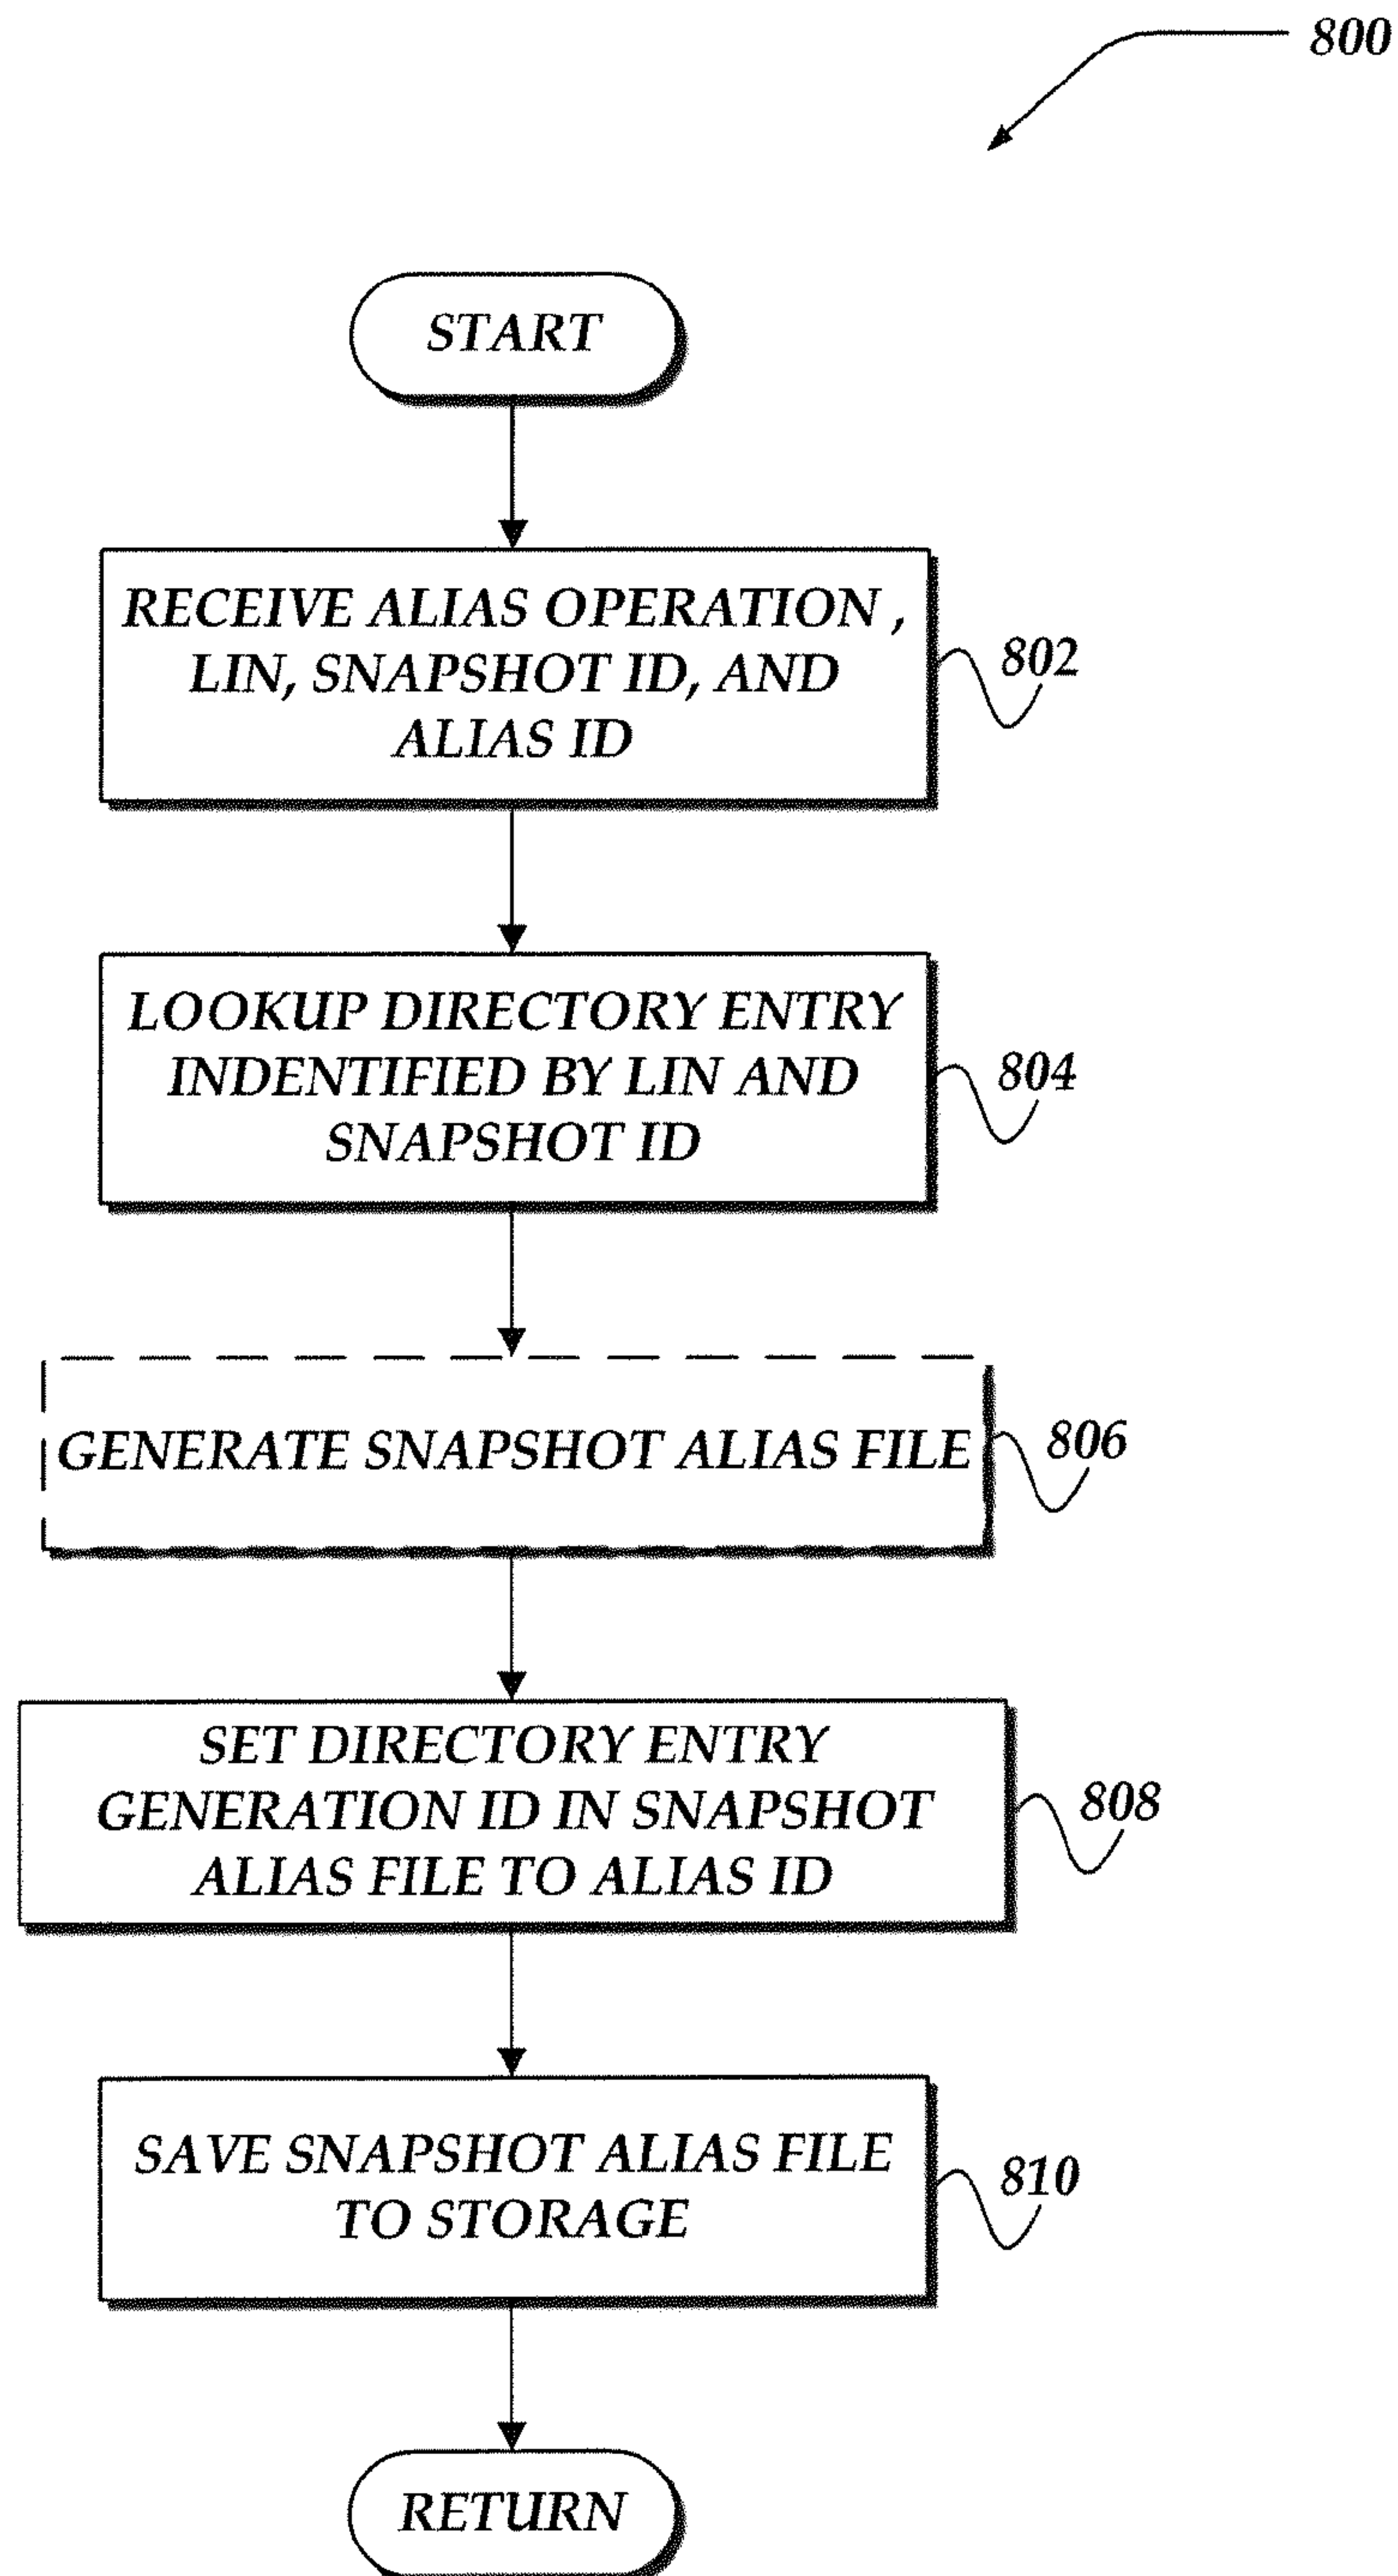 800
START
RECEIVE ALIAS OPERATION ,
LIN, SNAPSHOT ID, AND
ALIAS ID
802
LOOKUP DIRECTORY ENTRY
INDENTIFIED BY LIN AND
SNAPSHOT ID
804
GENERATE SNAPSHOT ALIAS FILE
806
SET DIRECTORY ENTRY
GENERATION ID IN SNAPSHOT
ALIAS FILE TO ALIAS ID
808
SAVE SNAPSHOT ALIAS FILE
TO STORAGE
810
RETURN